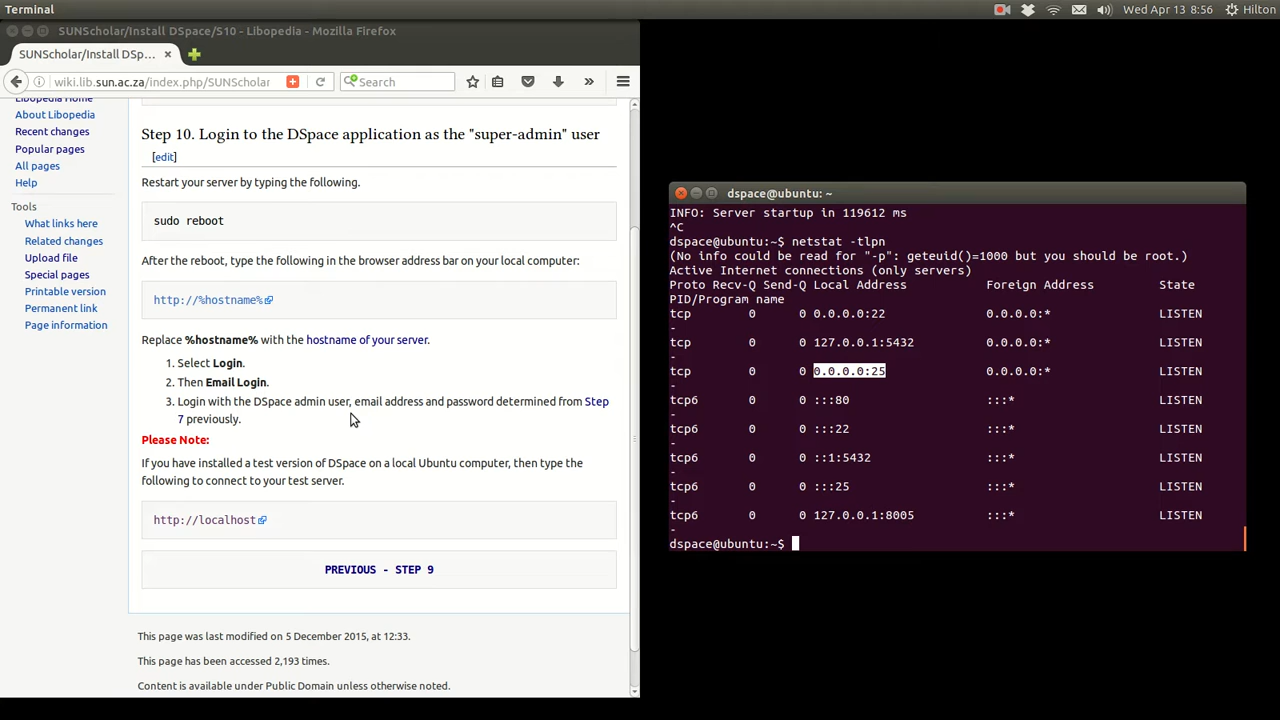 Terminal
Wed Apr 13 8:56 Hilton
SUNScholar/Install DSpace/S10 - Libopedia - Mozilla Firefox
SUNScholar/Install DSp...
wiki.lib.sun.ac.za/index.php/SUNScholar
Search
Libopedia Home
About Libopedia
Recent changes
Popular pages
All pages
Help
Tools
What links here
Related changes
Upload file
Special pages
Printable version
Permanent link
Page information
Step 10. Login to the DSpace application as the "super-admin" user
[edit]
Restart your server by typing the following.
sudo reboot
After the reboot, type the following in the browser address bar on your local computer:
http://%hostname%
Replace %hostname% with the hostname of your server.
1. Select Login.
2. Then Email Login.
3. Login with the DSpace admin user, email address and password determined from Step
7 previously.
Please Note:
If you have installed a test version of DSpace on a local Ubuntu computer, then type the
following to connect to your test server.
http://localhost
PREVIOUS - STEP 9
This page was last modified on 5 December 2015, at 12:33.
This page has been accessed 2,193 times.
Content is available under Public Domain unless otherwise noted.
dspace@ubuntu: ~
INFO: Server startup in 119612 ms
^C
dspace@ubuntu:~$ netstat -tlpn
(No info could be read for "-p": geteuid()=1000 but you should be root.)
Active Internet connections (only servers)
Proto Recv-Q Send-Q Local Address Foreign Address State
PID/Program name
tcp 0 0 0.0.0.0:22 0.0.0.0:* LISTEN
-
tcp 0 0 127.0.0.1:5432 0.0.0.0:* LISTEN
-
tcp 0 0 0.0.0.0:25 0.0.0.0:* LISTEN
-
tcp6 0 0 :::80 :::* LISTEN
-
tcp6 0 0 :::22 :::* LISTEN
-
tcp6 0 0 ::1:5432 :::* LISTEN
-
tcp6 0 0 :::25 :::* LISTEN
-
tcp6 0 0 127.0.0.1:8005 :::* LISTEN
-
dspace@ubuntu:~$